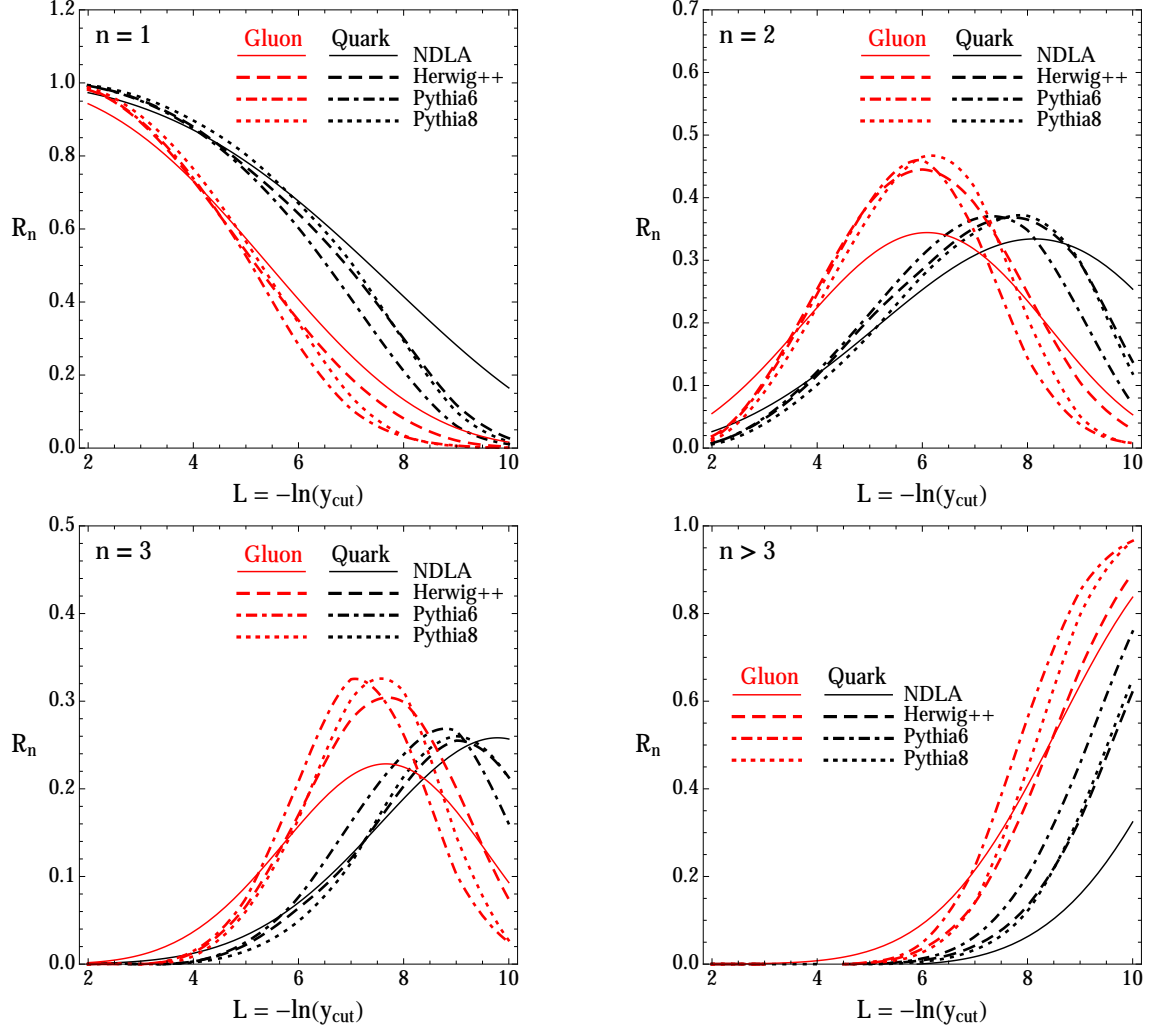 n = 1
Gluon Quark
NDLA
Herwig++
Pythia6
Pythia8
1.2
1.0
0.8
0.6
0.4
0.2
0.0
R_n
2 4 6 8 10
L = -ln(y_cut)
n = 2
Gluon Quark
NDLA
Herwig++
Pythia6
Pythia8
0.7
0.6
0.5
0.4
0.3
0.2
0.1
0.0
R_n
2 4 6 8 10
L = -ln(y_cut)
n = 3
Gluon Quark
NDLA
Herwig++
Pythia6
Pythia8
0.5
0.4
0.3
0.2
0.1
0.0
R_n
2 4 6 8 10
L = -ln(y_cut)
n > 3
Gluon Quark
NDLA
Herwig++
Pythia6
Pythia8
1.0
0.8
0.6
0.4
0.2
0.0
R_n
2 4 6 8 10
L = -ln(y_cut)